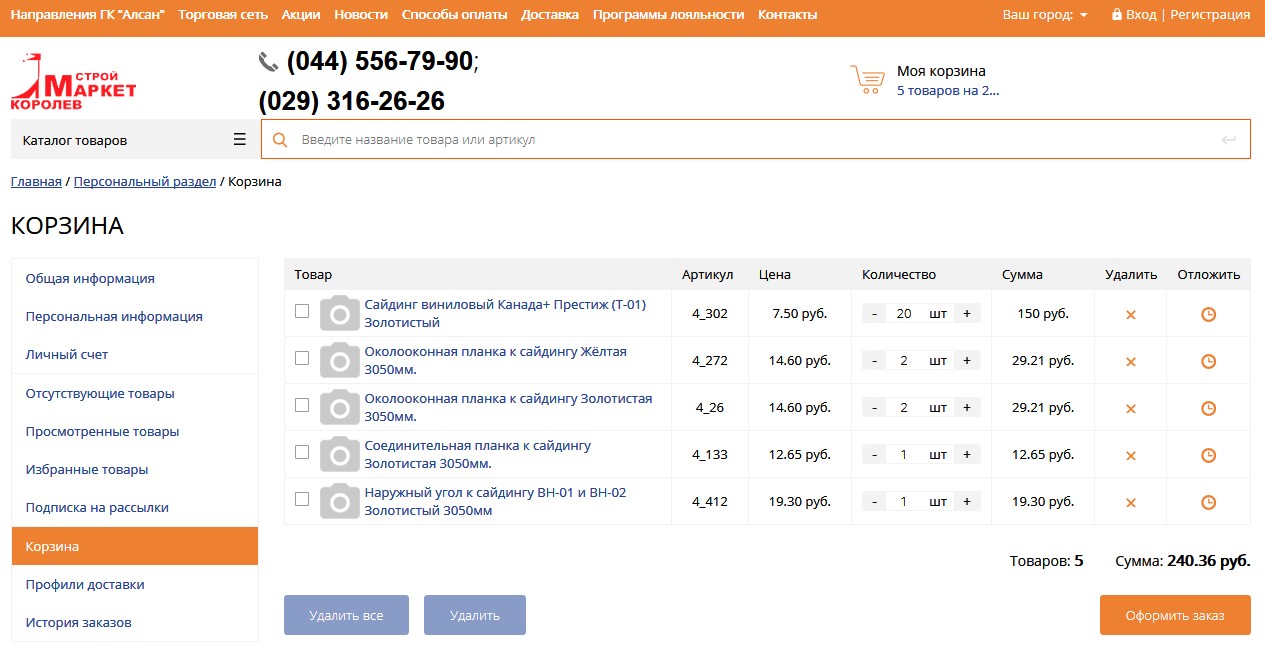 Направления ГК "Алсан" Торговая сеть Акции Новости Способы оплаты Доставка Программы лояльности Контакты Ваш город: Вход | Регистрация
СТРОЙ
МАРКЕТ
КОРОЛЕВ
(044) 556-79-90;
(029) 316-26-26
Моя корзина
5 товаров на 2...
Каталог товаров
Введите название товара или артикул
Главная / Персональный раздел / Корзина
КОРЗИНА
Общая информация
Персональная информация
Личный счет
Отсутствующие товары
Просмотренные товары
Избранные товары
Подписка на рассылки
Корзина
Профили доставки
История заказов
Товар Артикул Цена Количество Сумма Удалить Отложить
Сайдинг виниловый Канада+ Престиж (Т-01)
Золотистый
4_302 7.50 руб. - 20 шт + 150 руб.
Околооконная планка к сайдингу Жёлтая
3050мм.
4_272 14.60 руб. - 2 шт + 29.21 руб.
Околооконная планка к сайдингу Золотистая
3050мм.
4_26 14.60 руб. - 2 шт + 29.21 руб.
Соединительная планка к сайдингу
Золотистая 3050мм.
4_133 12.65 руб. - 1 шт + 12.65 руб.
Наружный угол к сайдингу ВН-01 и ВН-02
Золотистый 3050мм
4_412 19.30 руб. - 1 шт + 19.30 руб.
Товаров: 5 Сумма: 240.36 руб.
Удалить все Удалить Оформить заказ